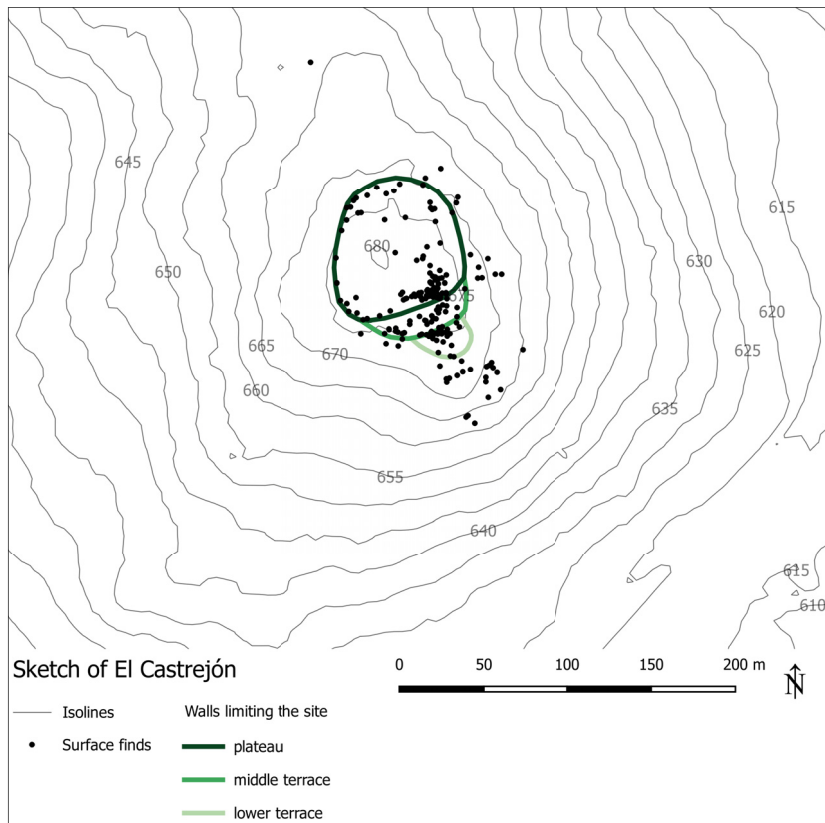 645
615
680
630
650
675
620
665
670
625
660
635
655
640
615
610
Sketch of El Castrejón
0 50 100 150 200 m
N
Isolines
Walls limiting the site
Surface finds
plateau
middle terrace
lower terrace